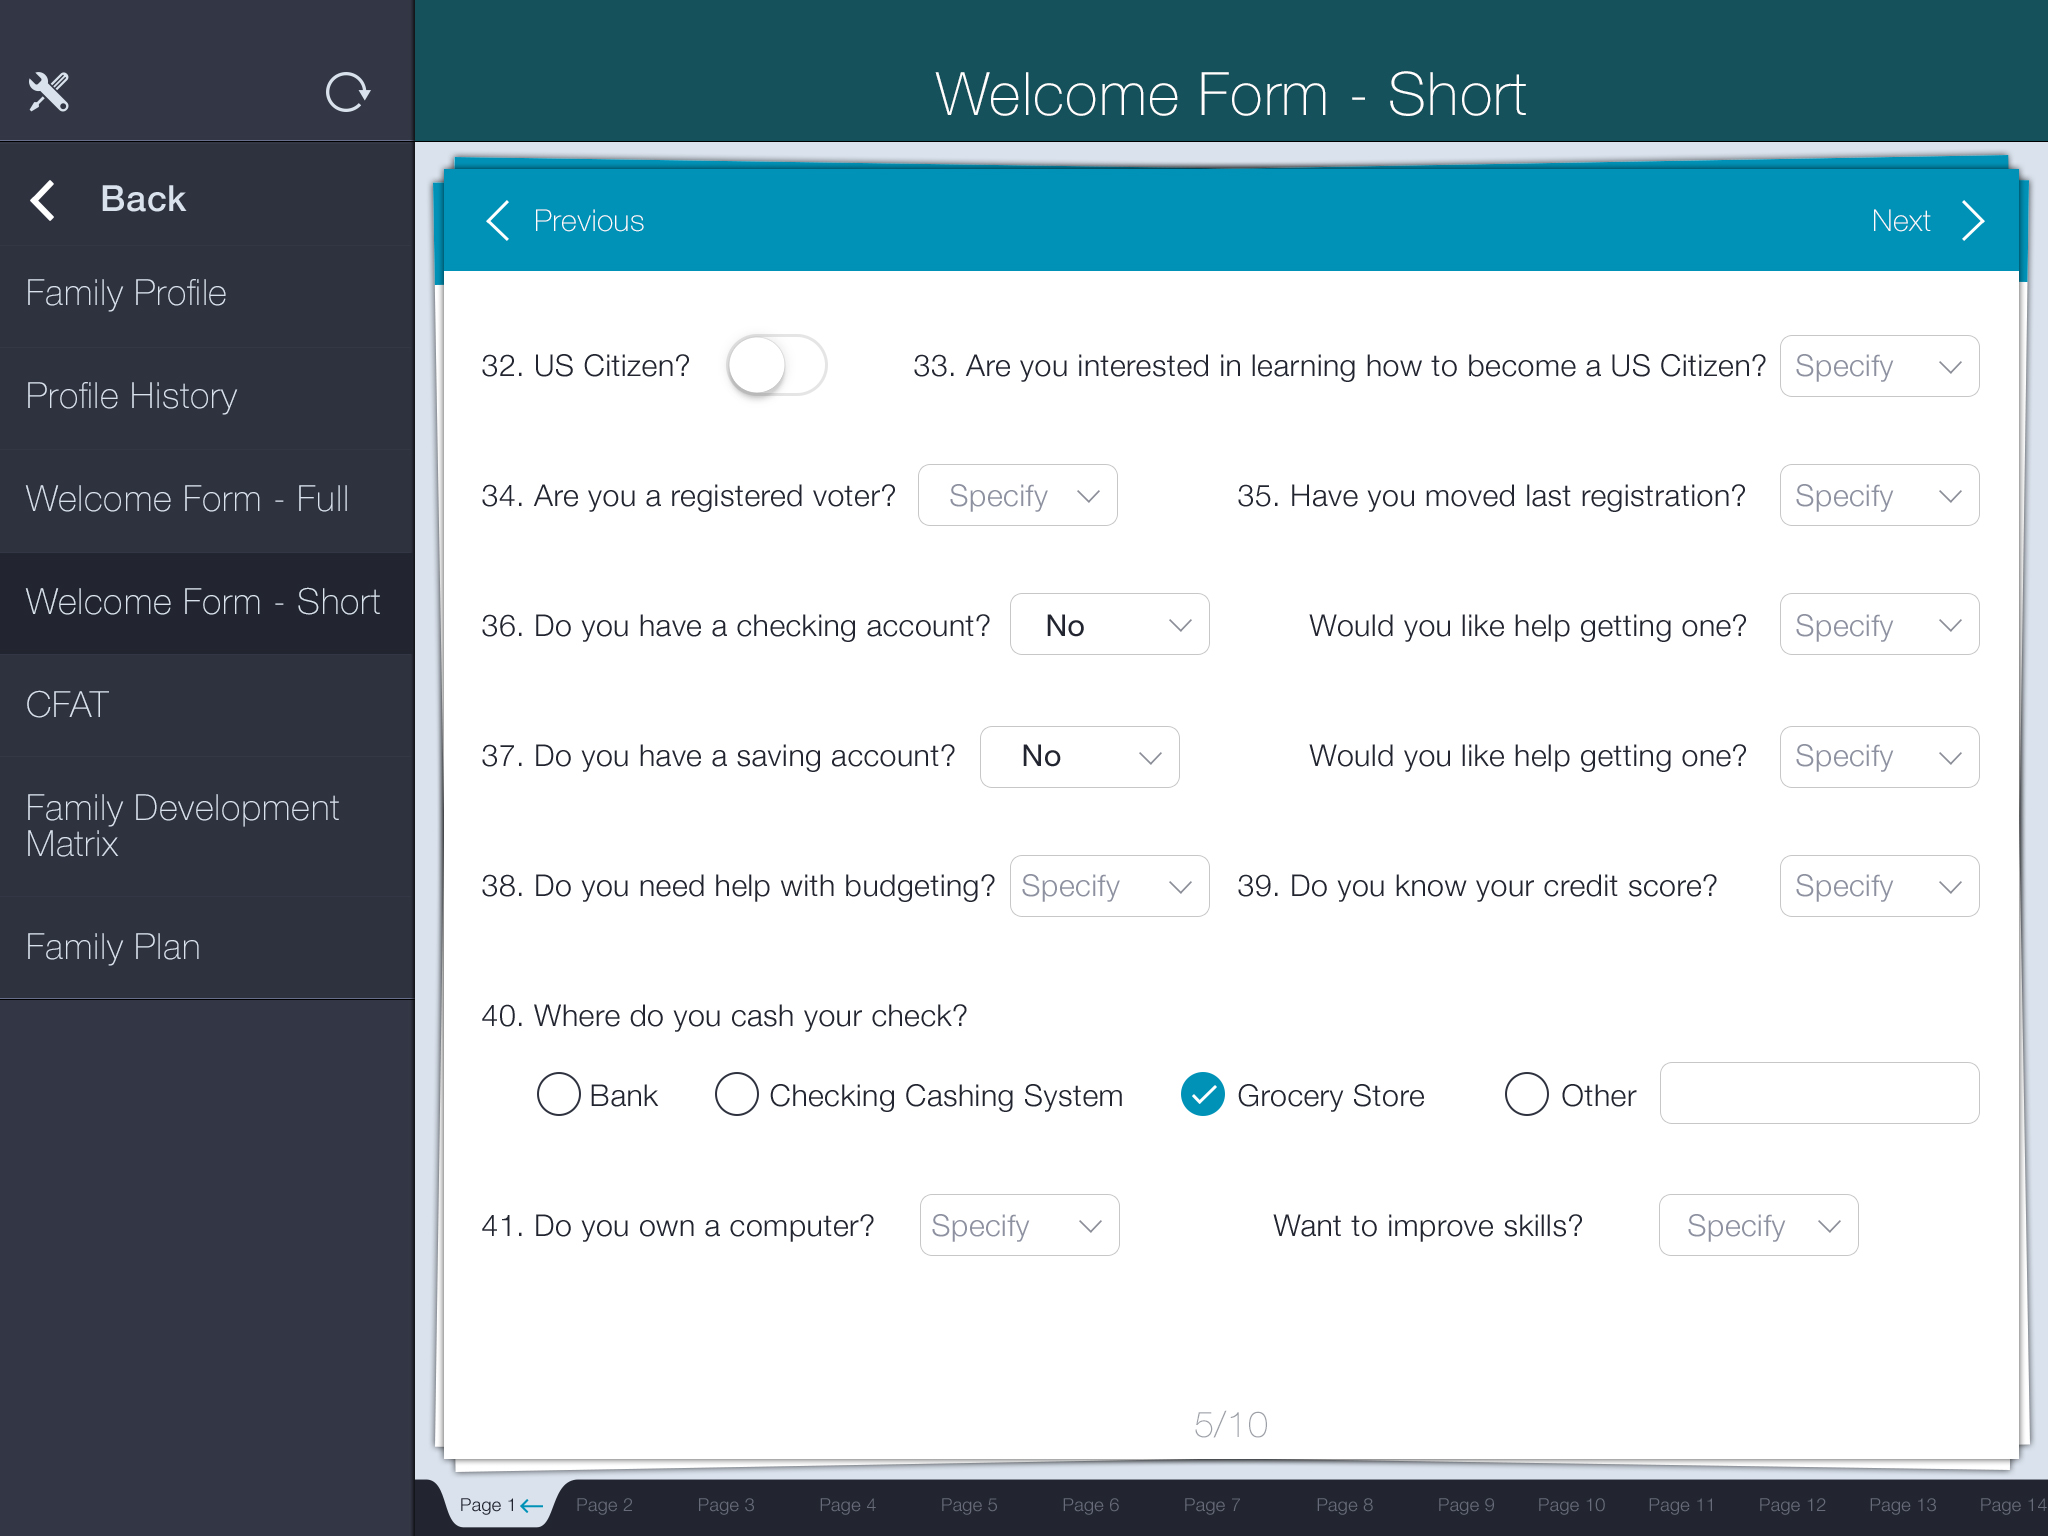 Welcome Form - Short
Back
Family Profile
Profile History
Welcome Form - Full
Welcome Form - Short
CFAT
Family Development
Matrix
Family Plan
Previous
Next
32. US Citizen?
33. Are you interested in learning how to become a US Citizen? Specify
34. Are you a registered voter? Specify
35. Have you moved last registration? Specify
36. Do you have a checking account? No
Would you like help getting one? Specify
37. Do you have a saving account? No
Would you like help getting one? Specify
38. Do you need help with budgeting? Specify
39. Do you know your credit score? Specify
40. Where do you cash your check?
Bank
Checking Cashing System
Grocery Store
Other
41. Do you own a computer? Specify
Want to improve skills? Specify
5/10
Page 1
Page 2
Page 3
Page 4
Page 5
Page 6
Page 7
Page 8
Page 9
Page 10
Page 11
Page 12
Page 13
Page 14